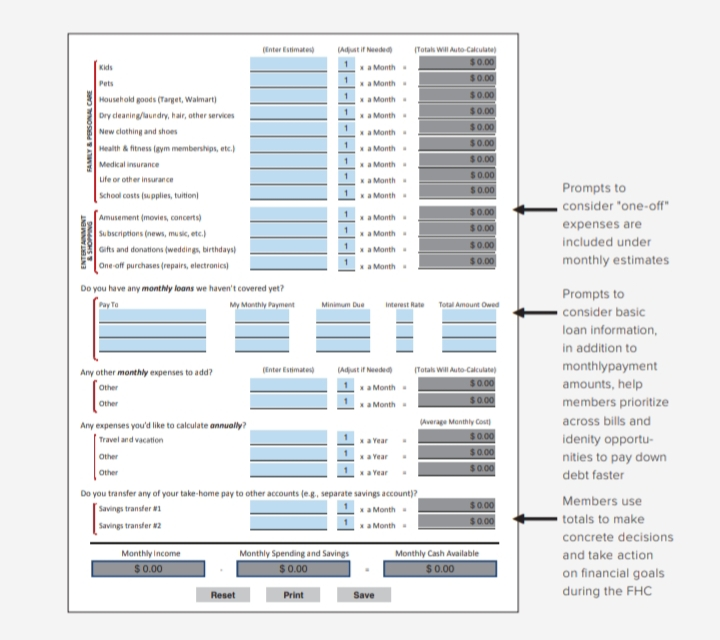 (Enter Estimates) (Adjust if Needed) (Totals Will Auto-Calculate)
FAMILY & PERSONAL CARE
Kids 1 x a Month = $ 0.00
Pets 1 x a Month = $ 0.00
Household goods (Target, Walmart) 1 x a Month = $ 0.00
Dry cleaning/laundry, hair, other services 1 x a Month = $ 0.00
New clothing and shoes 1 x a Month = $ 0.00
Health & fitness (gym memberships, etc.) 1 x a Month = $ 0.00
Medical insurance 1 x a Month = $ 0.00
Life or other insurance 1 x a Month = $ 0.00
School costs (supplies, tuition) 1 x a Month = $ 0.00
ENTERTAINMENT
& SHOPPING
Amusement (movies, concerts) 1 x a Month = $ 0.00
Subscriptions (news, music, etc.) 1 x a Month = $ 0.00
Gifts and donations (weddings, birthdays) 1 x a Month = $ 0.00
One-off purchases (repairs, electronics) 1 x a Month = $ 0.00
Do you have any monthly loans we haven't covered yet?
Pay To My Monthly Payment Minimum Due Interest Rate Total Amount Owed
Any other monthly expenses to add? (Enter Estimates) (Adjust if Needed) (Totals Will Auto-Calculate)
Other 1 x a Month = $ 0.00
Other 1 x a Month = $ 0.00
Any expenses you'd like to calculate annually? (Average Monthly Cost)
Travel and vacation 1 x a Year = $ 0.00
Other 1 x a Year = $ 0.00
Other 1 x a Year = $ 0.00
Do you transfer any of your take-home pay to other accounts (e.g., separate savings account)?
Savings transfer #1 1 x a Month = $ 0.00
Savings transfer #2 1 x a Month = $ 0.00
Monthly Income Monthly Spending and Savings Monthly Cash Available
$ 0.00 - $ 0.00 = $ 0.00
Reset Print Save
Prompts to
consider "one-off"
expenses are
included under
monthly estimates
Prompts to
consider basic
loan information,
in addition to
monthlypayment
amounts, help
members prioritize
across bills and
idenity opportu-
nities to pay down
debt faster
Members use
totals to make
concrete decisions
and take action
on financial goals
during the FHC